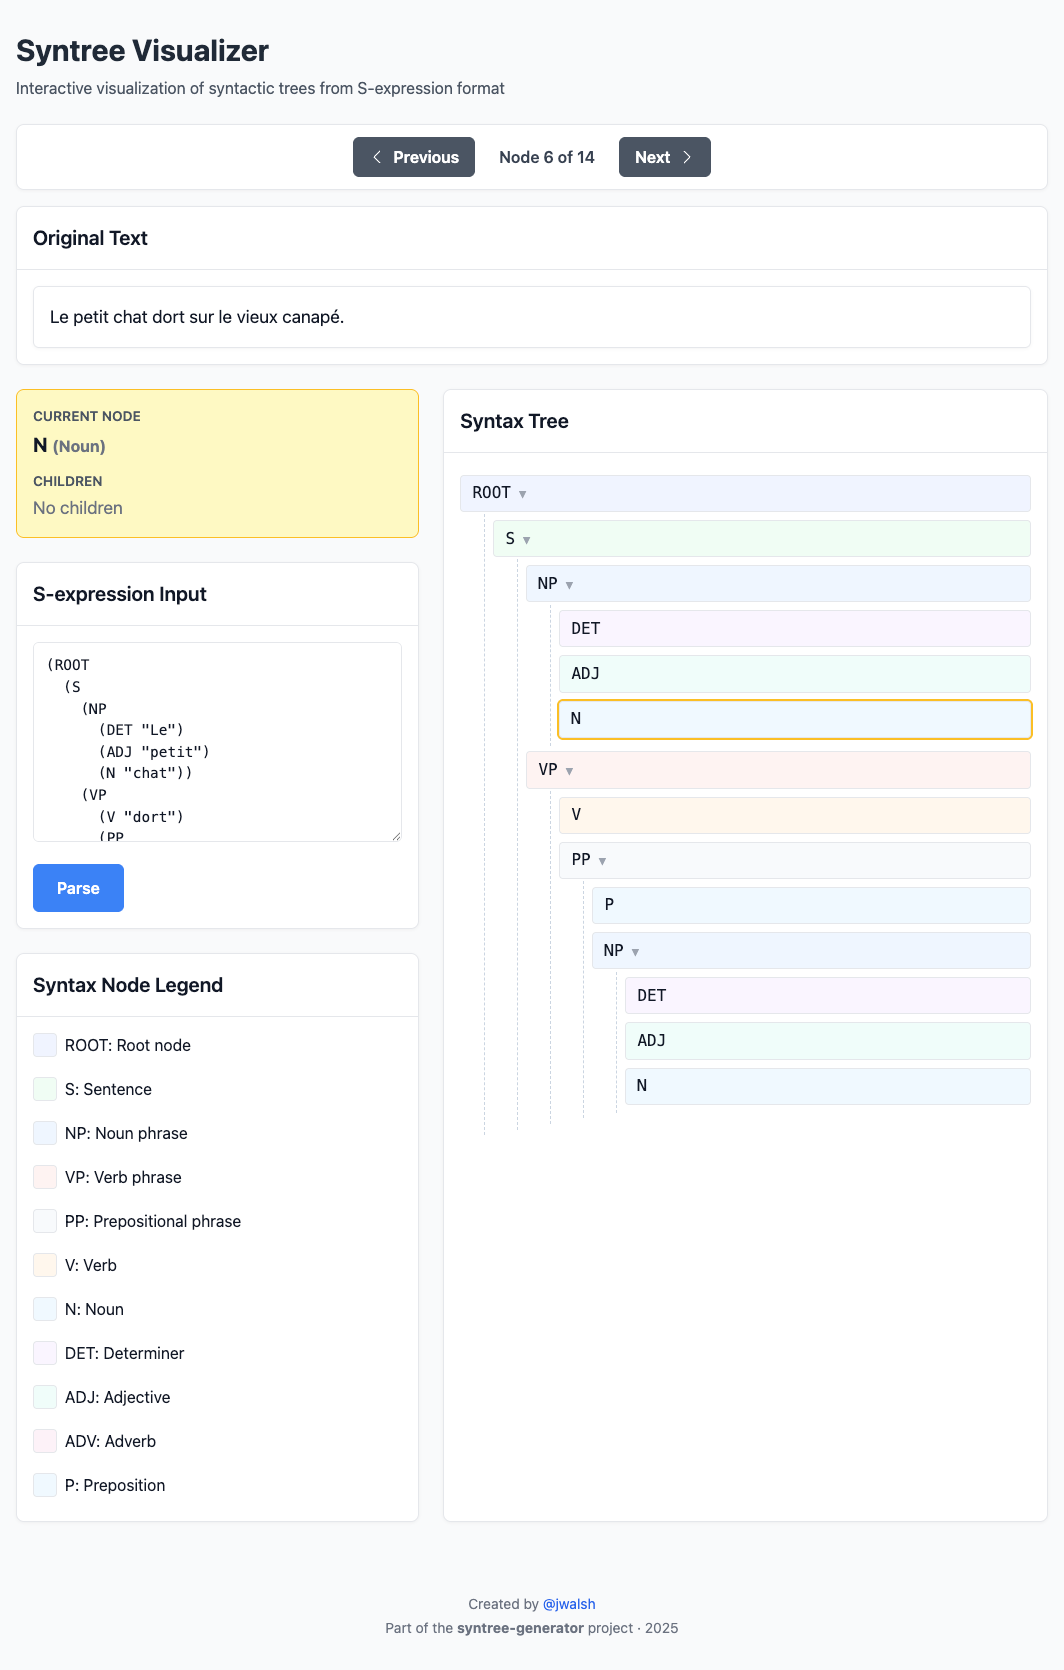 Syntree Visualizer
Interactive visualization of syntactic trees from S-expression format
Previous
Node 6 of 14
Next
Original Text
Le petit chat dort sur le vieux canapé.
CURRENT NODE
N (Noun)
CHILDREN
No children
S-expression Input
(ROOT
(S
(NP
(DET "Le")
(ADJ "petit")
(N "chat"))
(VP
(V "dort")
(PP
Parse
Syntax Node Legend
ROOT: Root node
S: Sentence
NP: Noun phrase
VP: Verb phrase
PP: Prepositional phrase
V: Verb
N: Noun
DET: Determiner
ADJ: Adjective
ADV: Adverb
P: Preposition
Syntax Tree
ROOT ▼
S ▼
NP ▼
DET
ADJ
N
VP ▼
V
PP ▼
P
NP ▼
DET
ADJ
N
Created by @jwalsh
Part of the syntree-generator project · 2025